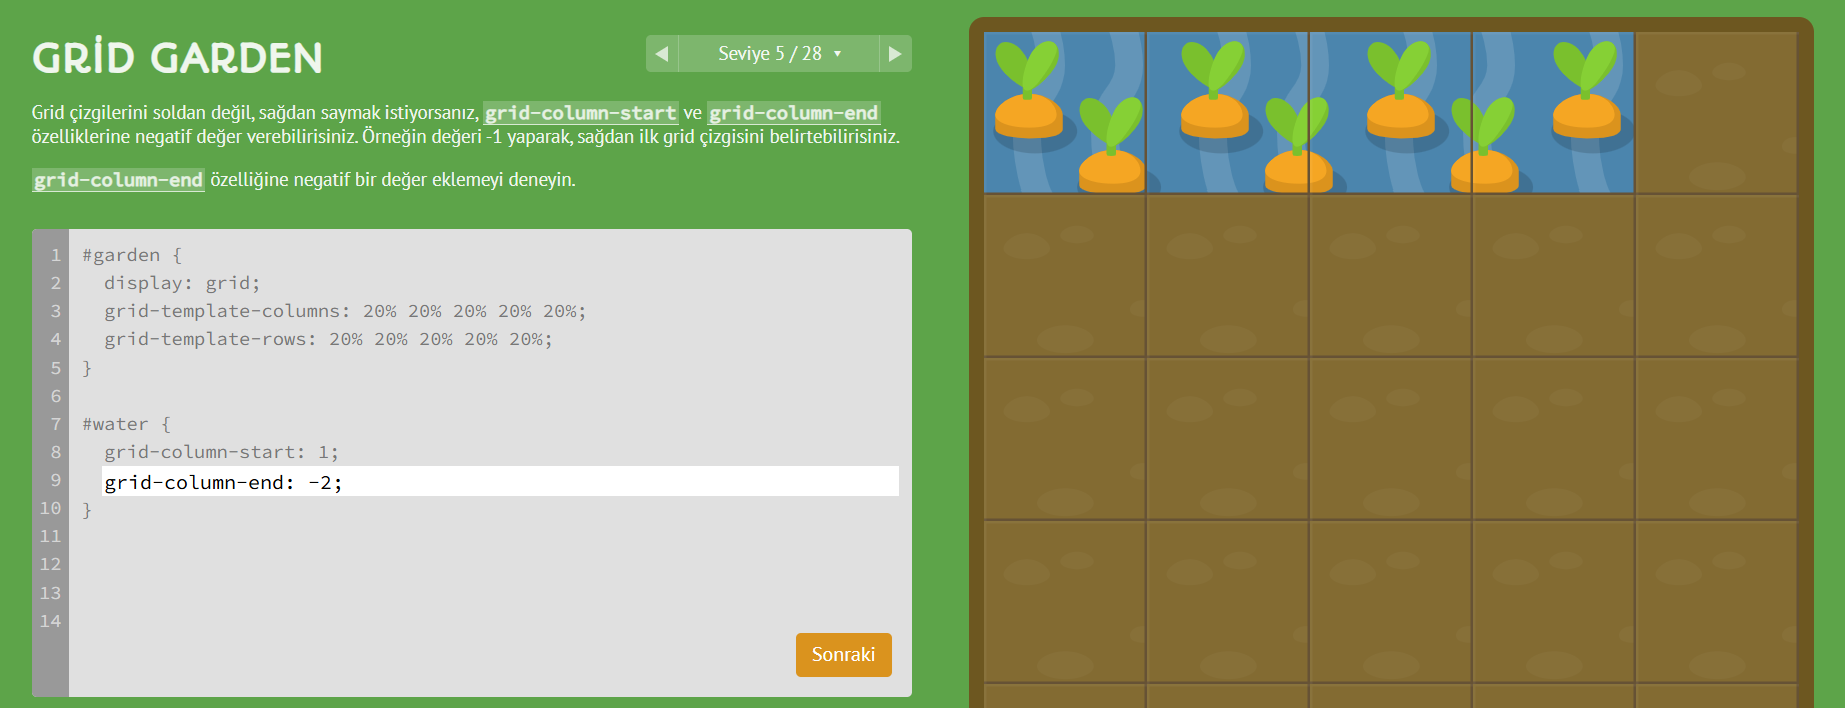 GRİD GARDEN
◀ Seviye 5 / 28 ▾ ▶
Grid çizgilerini soldan değil, sağdan saymak istiyorsanız, grid-column-start ve grid-column-end
özelliklerine negatif değer verebilirisiniz. Örneğin değeri -1 yaparak, sağdan ilk grid çizgisini belirtebilirisiniz.
grid-column-end özelliğine negatif bir değer eklemeyi deneyin.
1 #garden {
2 display: grid;
3 grid-template-columns: 20% 20% 20% 20% 20%;
4 grid-template-rows: 20% 20% 20% 20% 20%;
5 }
6
7 #water {
8 grid-column-start: 1;
9 grid-column-end: -2;
10 }
11
12
13
14
Sonraki